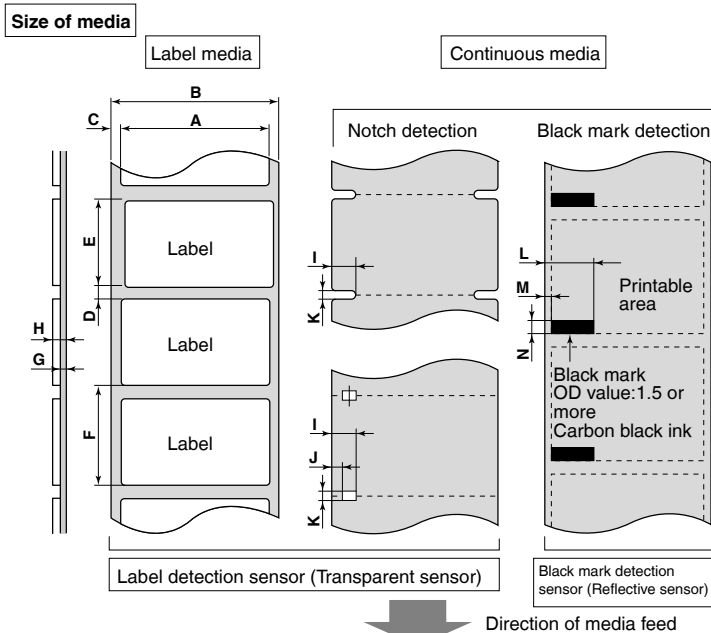 Size of media
Label media
Continuous media
B
C
A
Notch detection
Black mark detection
E
Label
I
L
M
Printable
area
D
K
N
H
G
Label
Black mark
OD value:1.5 or
more
Carbon black ink
F
Label
I
J
K
Label detection sensor (Transparent sensor)
Black mark detection
sensor (Reflective sensor)
Direction of media feed